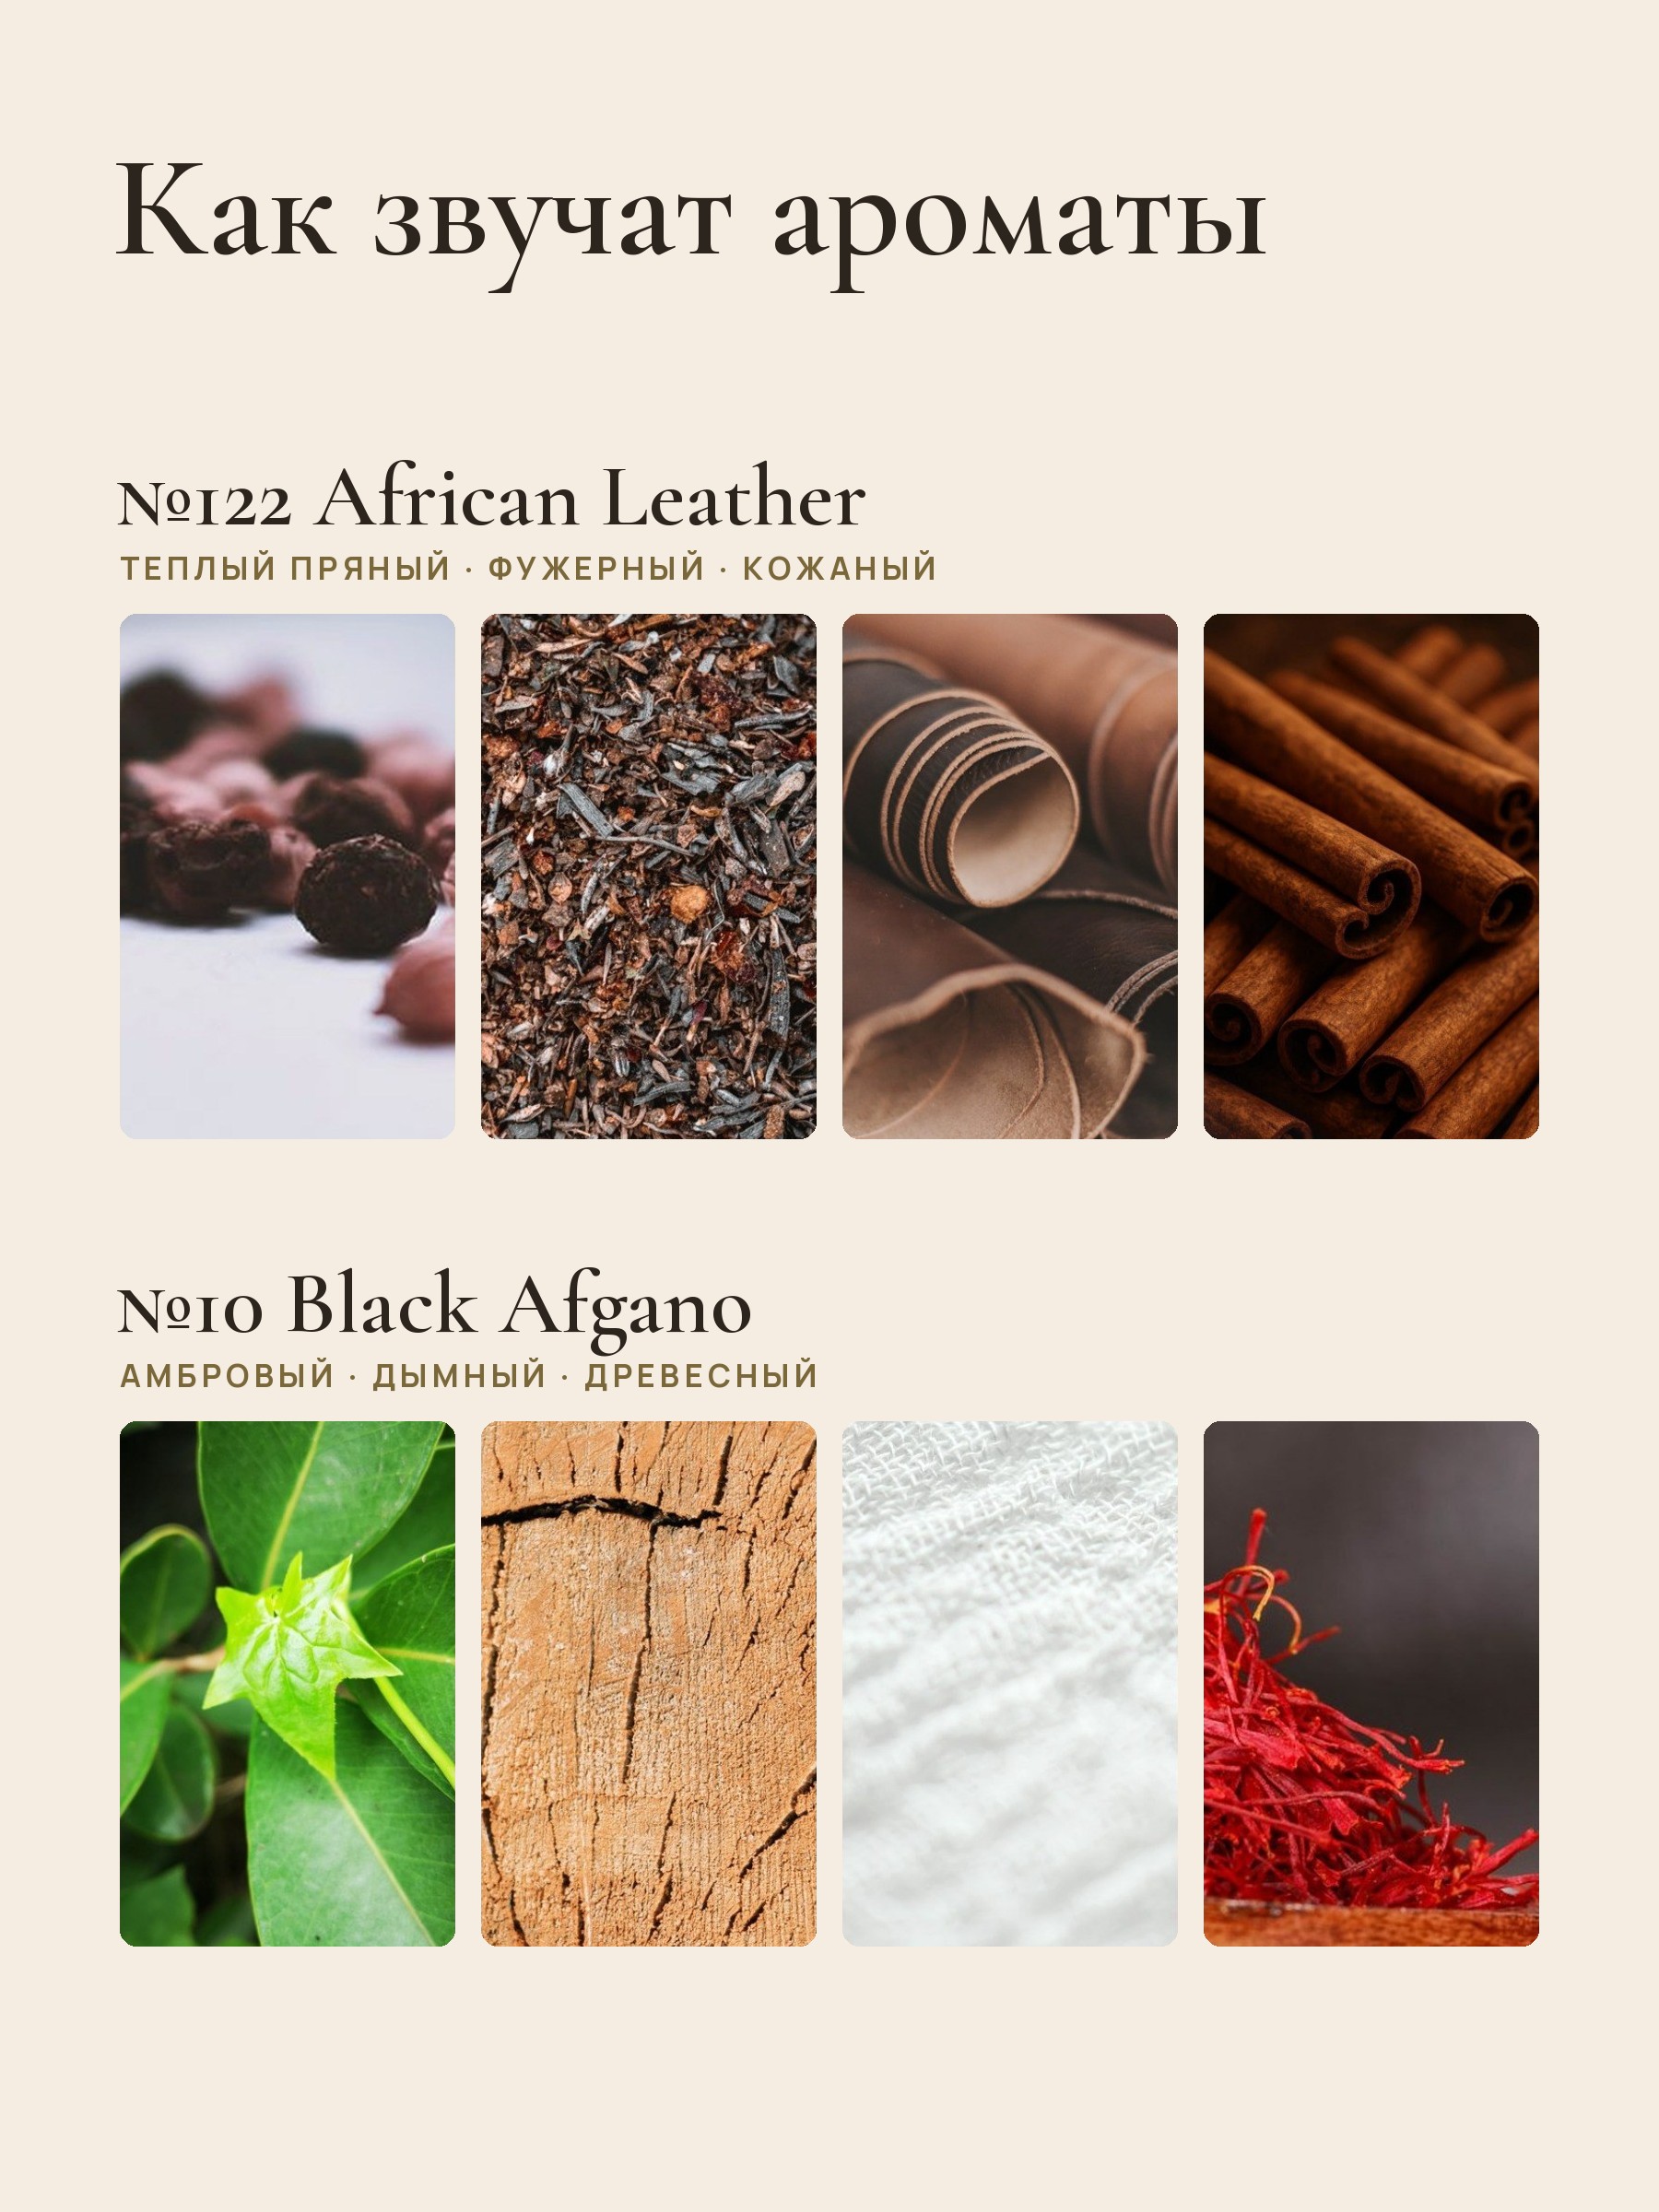 Как звучат ароматы
№122 African Leather
ТЕПЛЫЙ ПРЯНЫЙ · ФУЖЕРНЫЙ · КОЖАНЫЙ
№10 Black Afgano
АМБРОВЫЙ · ДЫМНЫЙ · ДРЕВЕСНЫЙ